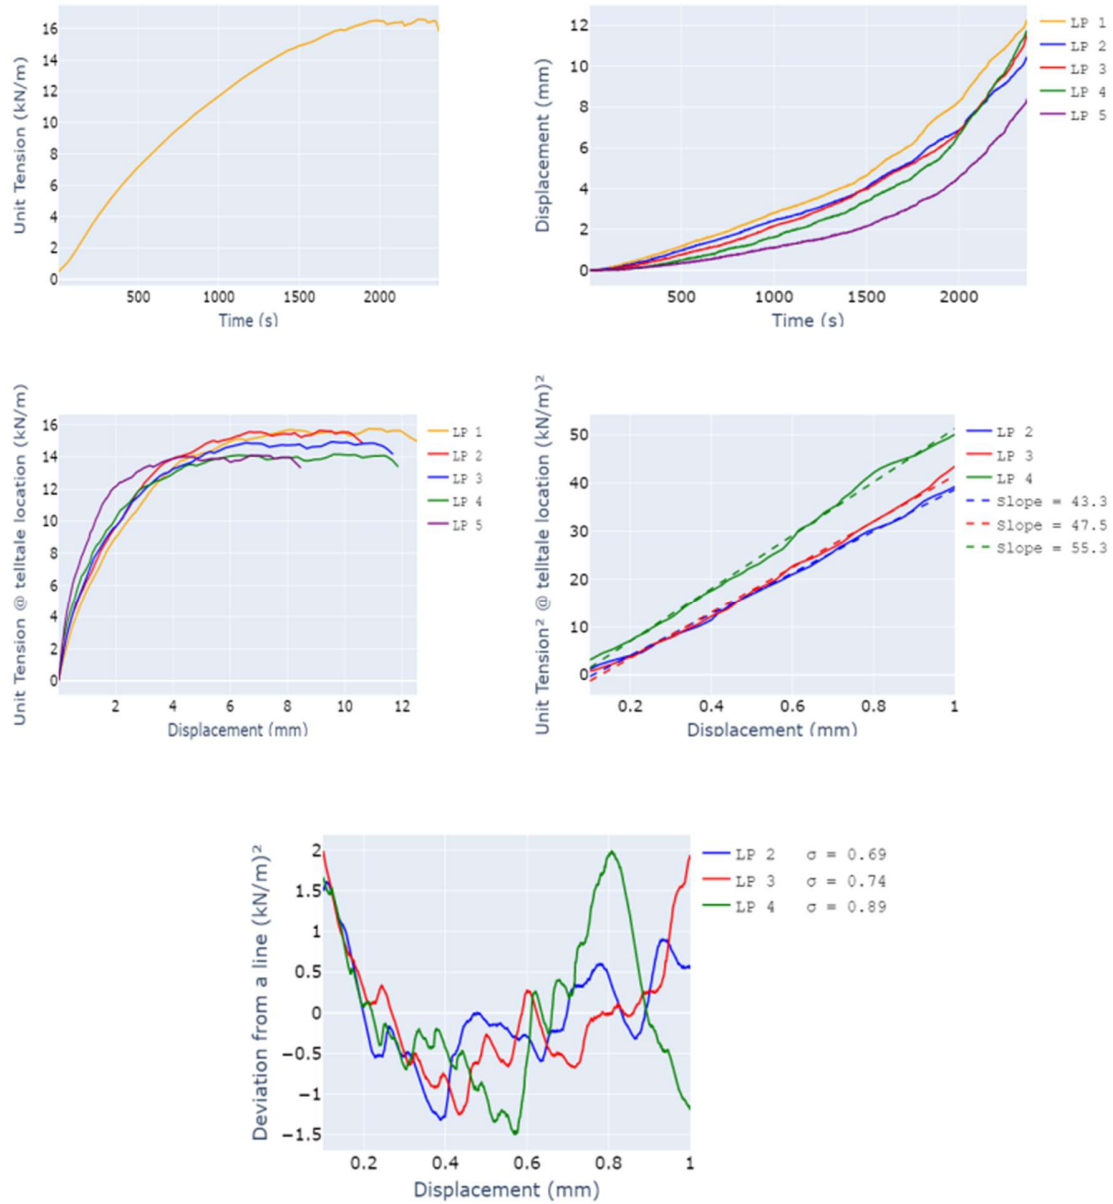 Unit Tension (kN/m)
16
14
12
10
8
6
4
2
0
500
1000
1500
2000
Time (s)
Displacement (mm)
12
10
8
6
4
2
0
500
1000
1500
2000
Time (s)
LP 1
LP 2
LP 3
LP 4
LP 5
Unit Tension @ telltale location (kN/m)
16
14
12
10
8
6
4
2
0
2
4
6
8
10
12
Displacement (mm)
LP 1
LP 2
LP 3
LP 4
LP 5
Unit Tension² @ telltale location (kN/m)²
50
40
30
20
10
0
0.2
0.4
0.6
0.8
1
Displacement (mm)
LP 2
LP 3
LP 4
Slope = 43.3
Slope = 47.5
Slope = 55.3
Deviation from a line (kN/m)²
2
1.5
1
0.5
0
−0.5
−1
−1.5
0.2
0.4
0.6
0.8
1
Displacement (mm)
LP 2 σ = 0.69
LP 3 σ = 0.74
LP 4 σ = 0.89